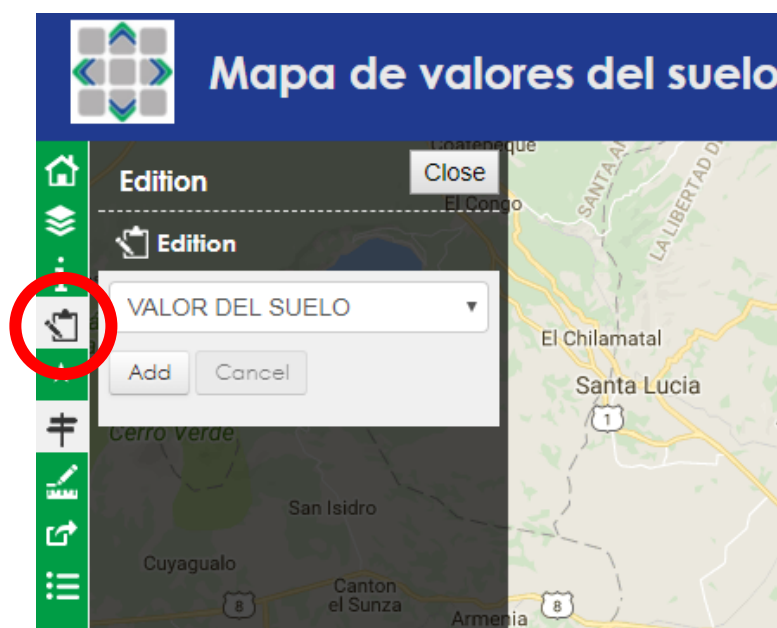 Mapa de valores del suelo
Coatepeque
Edition
Close
El Congo
SANTA A
LA LIBERTAD D
Edition
VALOR DEL SUELO
El Chilamatal
Add Cancel
Santa Lucia
1
Cerro Verde
San Isidro
Cuyagualo
Canton
el Sunza
8
8
Armenia